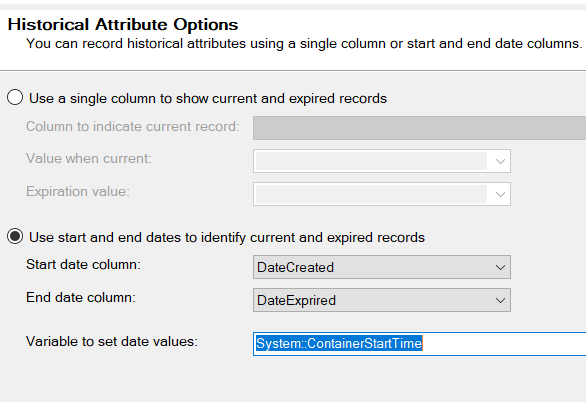 Historical Attribute Options
You can record historical attributes using a single column or start and end date columns.
Use a single column to show current and expired records
Column to indicate current record:
Value when current:
Expiration value:
Use start and end dates to identify current and expired records
Start date column: DateCreated
End date column: DateExprired
Variable to set date values: System::ContainerStartTime